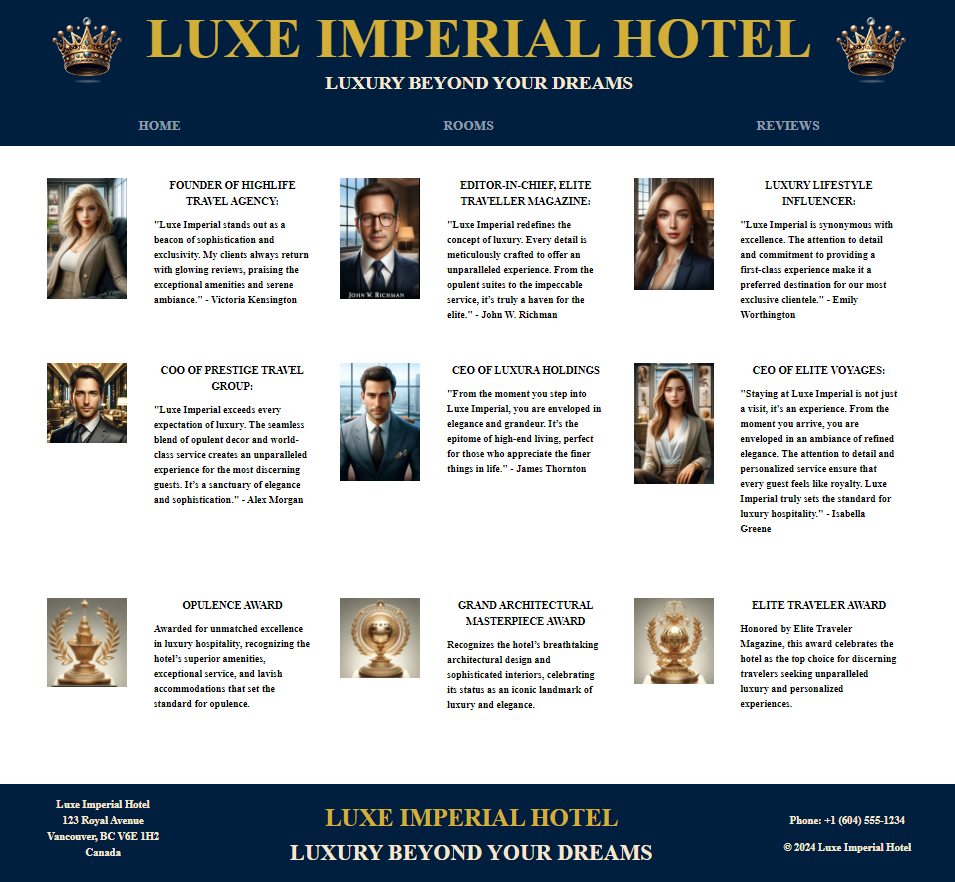 LUXE IMPERIAL HOTEL
LUXURY BEYOND YOUR DREAMS
HOME
ROOMS
REVIEWS
FOUNDER OF HIGHLIFE
TRAVEL AGENCY:
"Luxe Imperial stands out as a
beacon of sophistication and
exclusivity. My clients always return
with glowing reviews, praising the
exceptional amenities and serene
ambiance." - Victoria Kensington
JOHN W. RICHMAN
EDITOR-IN-CHIEF, ELITE
TRAVELLER MAGAZINE:
"Luxe Imperial redefines the
concept of luxury. Every detail is
meticulously crafted to offer an
unparalleled experience. From the
opulent suites to the impeccable
service, it’s truly a haven for the
elite." - John W. Richman
LUXURY LIFESTYLE
INFLUENCER:
"Luxe Imperial is synonymous with
excellence. The attention to detail
and commitment to providing a
first-class experience make it a
preferred destination for our most
exclusive clientele." - Emily
Worthington
COO OF PRESTIGE TRAVEL
GROUP:
"Luxe Imperial exceeds every
expectation of luxury. The seamless
blend of opulent decor and world-
class service creates an unparalleled
experience for the most discerning
guests. It’s a sanctuary of elegance
and sophistication." - Alex Morgan
CEO OF LUXURA HOLDINGS
"From the moment you step into
Luxe Imperial, you are enveloped in
elegance and grandeur. It’s the
epitome of high-end living, perfect
for those who appreciate the finer
things in life." - James Thornton
CEO OF ELITE VOYAGES:
"Staying at Luxe Imperial is not just
a visit, it's an experience. From the
moment you arrive, you are
enveloped in an ambiance of refined
elegance. The attention to detail and
personalized service ensure that
every guest feels like royalty. Luxe
Imperial truly sets the standard for
luxury hospitality." - Isabella
Greene
OPULENCE AWARD
Awarded for unmatched excellence
in luxury hospitality, recognizing the
hotel’s superior amenities,
exceptional service, and lavish
accommodations that set the
standard for opulence.
GRAND ARCHITECTURAL
MASTERPIECE AWARD
Recognizes the hotel’s breathtaking
architectural design and
sophisticated interiors, celebrating
its status as an iconic landmark of
luxury and elegance.
ELITE TRAVELER AWARD
Honored by Elite Traveler
Magazine, this award celebrates the
hotel as the top choice for discerning
travelers seeking unparalleled
luxury and personalized
experiences.
Luxe Imperial Hotel
123 Royal Avenue
Vancouver, BC V6E 1H2
Canada
LUXE IMPERIAL HOTEL
LUXURY BEYOND YOUR DREAMS
Phone: +1 (604) 555-1234
© 2024 Luxe Imperial Hotel